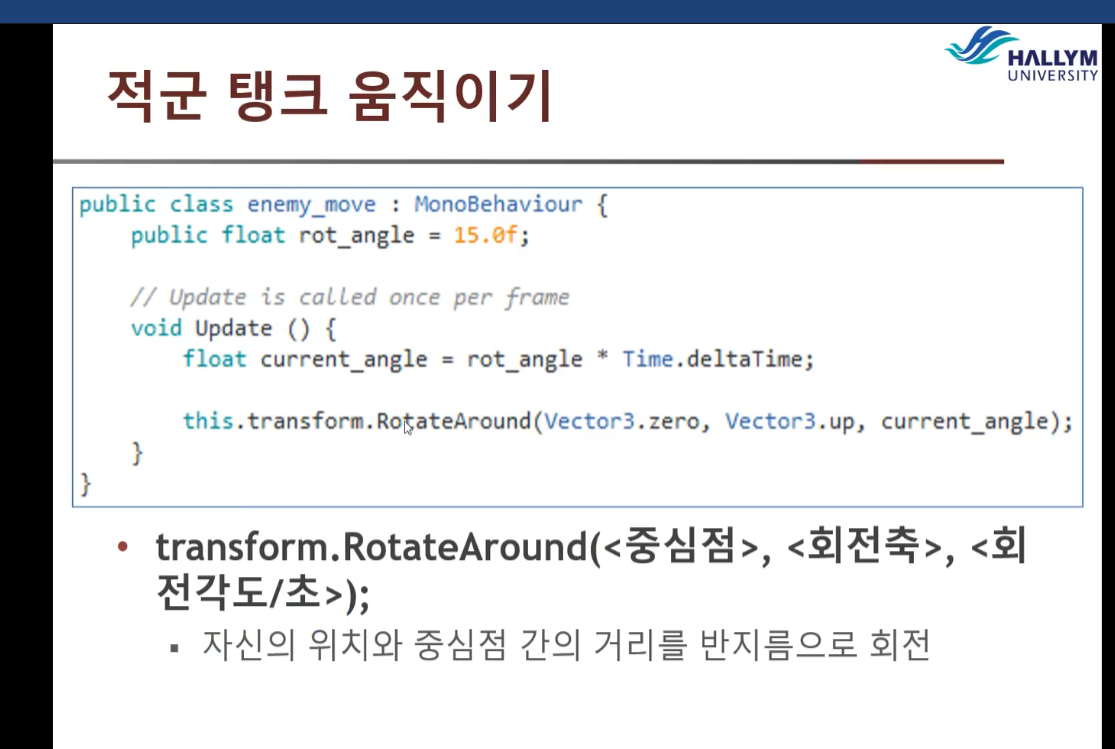 HALLYM
UNIVERSITY
적군 탱크 움직이기
public class enemy_move : MonoBehaviour {
public float rot_angle = 15.0f;
// Update is called once per frame
void Update () {
float current_angle = rot_angle * Time.deltaTime;
this.transform.RotateAround(Vector3.zero, Vector3.up, current_angle);
}
}
• transform.RotateAround(<중심점>, <회전축>, <회
전각도/초>);
▪ 자신의 위치와 중심점 간의 거리를 반지름으로 회전